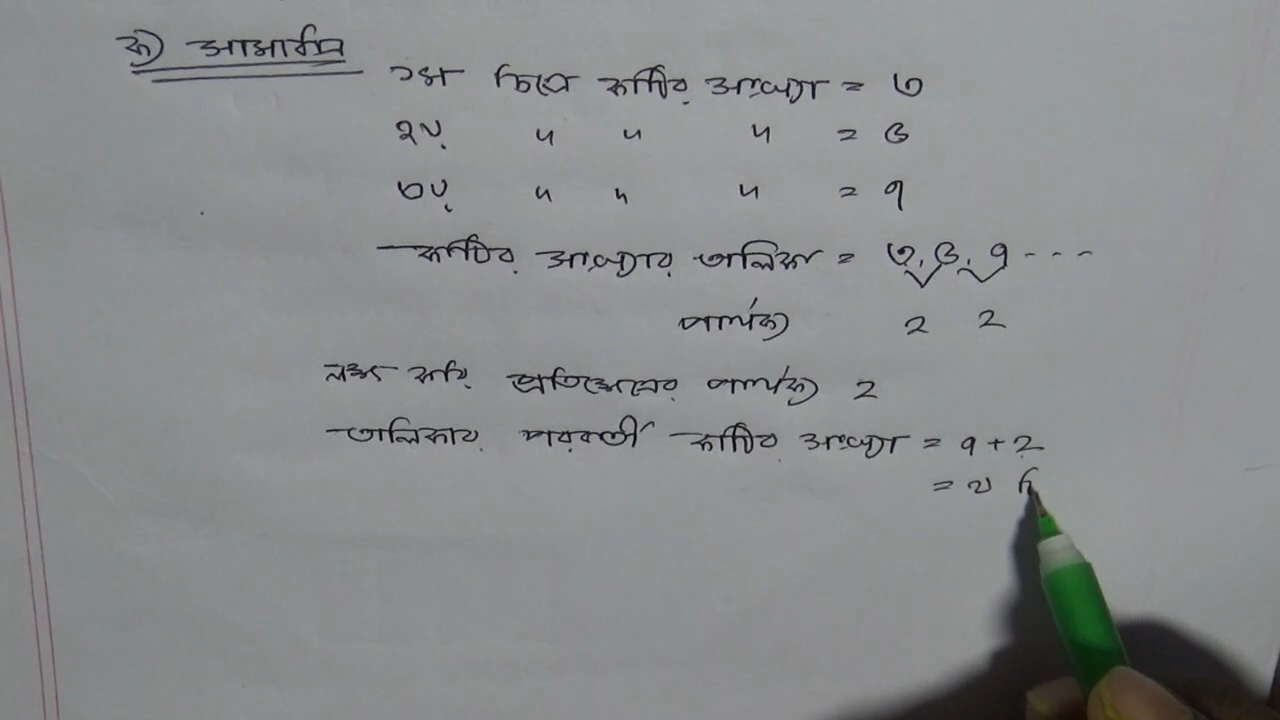 ক) সমাধান
১ম চিত্রে কাঠির সংখ্যা = ৩
২য় " " " = ৫
৩য় " " " = ৭
কাঠির সংখ্যার তালিকা = ৩, ৫, ৭ ---
পার্থক্য ২ ২
লক্ষ্য করি প্রতিক্ষেত্রে পার্থক্য ২
তালিকায় পরবর্তী কাঠির সংখ্যা = ৭+২
= ৯ টি